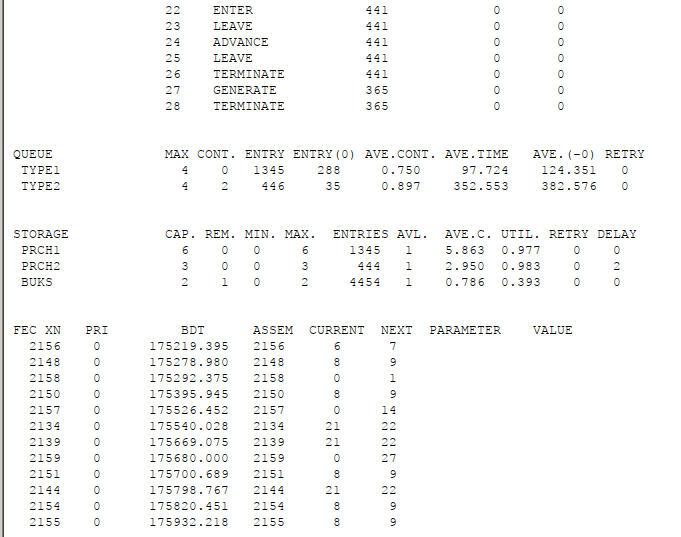 22 ENTER 441 0 0
23 LEAVE 441 0 0
24 ADVANCE 441 0 0
25 LEAVE 441 0 0
26 TERMINATE 441 0 0
27 GENERATE 365 0 0
28 TERMINATE 365 0 0
QUEUE MAX CONT. ENTRY ENTRY(0) AVE.CONT. AVE.TIME AVE.(-0) RETRY
TYPE1 4 0 1345 288 0.750 97.724 124.351 0
TYPE2 4 2 446 35 0.897 352.553 382.576 0
STORAGE CAP. REM. MIN. MAX. ENTRIES AVL. AVE.C. UTIL. RETRY DELAY
PRCH1 6 0 0 6 1345 1 5.863 0.977 0 0
PRCH2 3 0 0 3 444 1 2.950 0.983 0 2
BUKS 2 1 0 2 4454 1 0.786 0.393 0 0
FEC XN PRI BDT ASSEM CURRENT NEXT PARAMETER VALUE
2156 0 175219.395 2156 6 7
2148 0 175278.980 2148 8 9
2158 0 175292.375 2158 0 1
2150 0 175395.945 2150 8 9
2157 0 175526.452 2157 0 14
2134 0 175540.028 2134 21 22
2139 0 175669.075 2139 21 22
2159 0 175680.000 2159 0 27
2151 0 175700.689 2151 8 9
2144 0 175798.767 2144 21 22
2154 0 175820.451 2154 8 9
2155 0 175932.218 2155 8 9